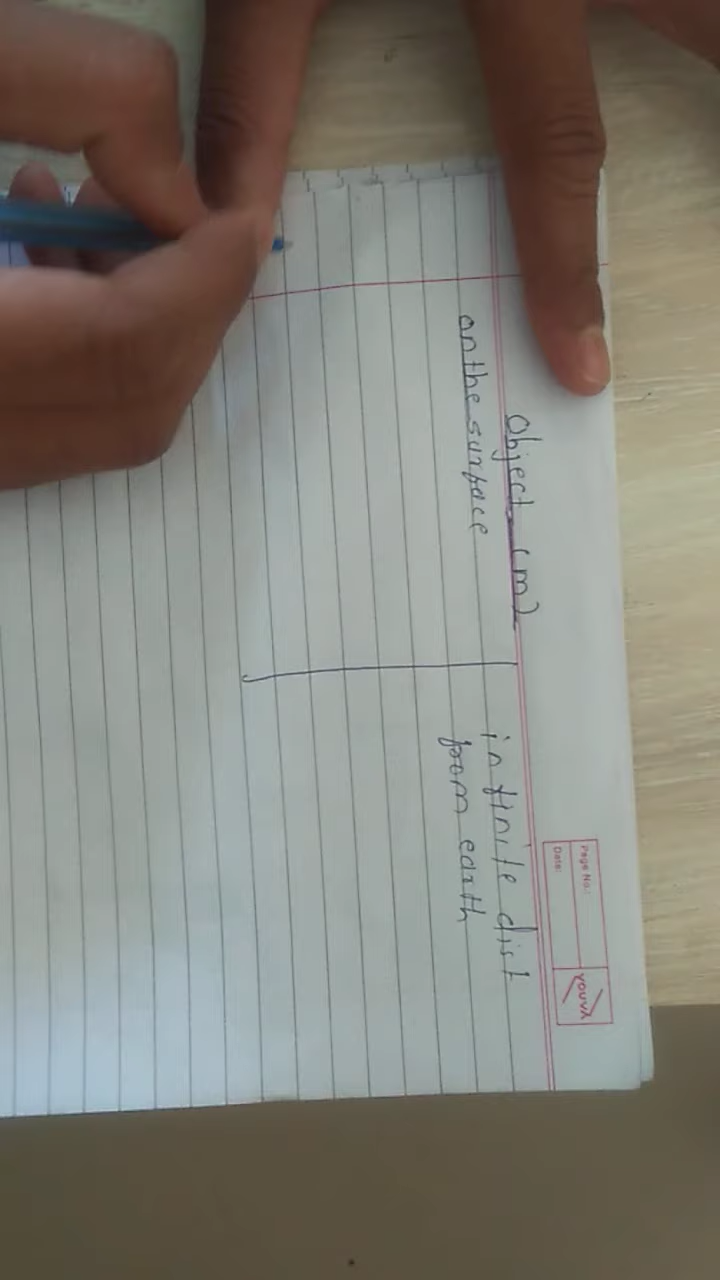 Page No.:
Date:
YOUVA
Object (m)
on the surface
infinite dist
from earth